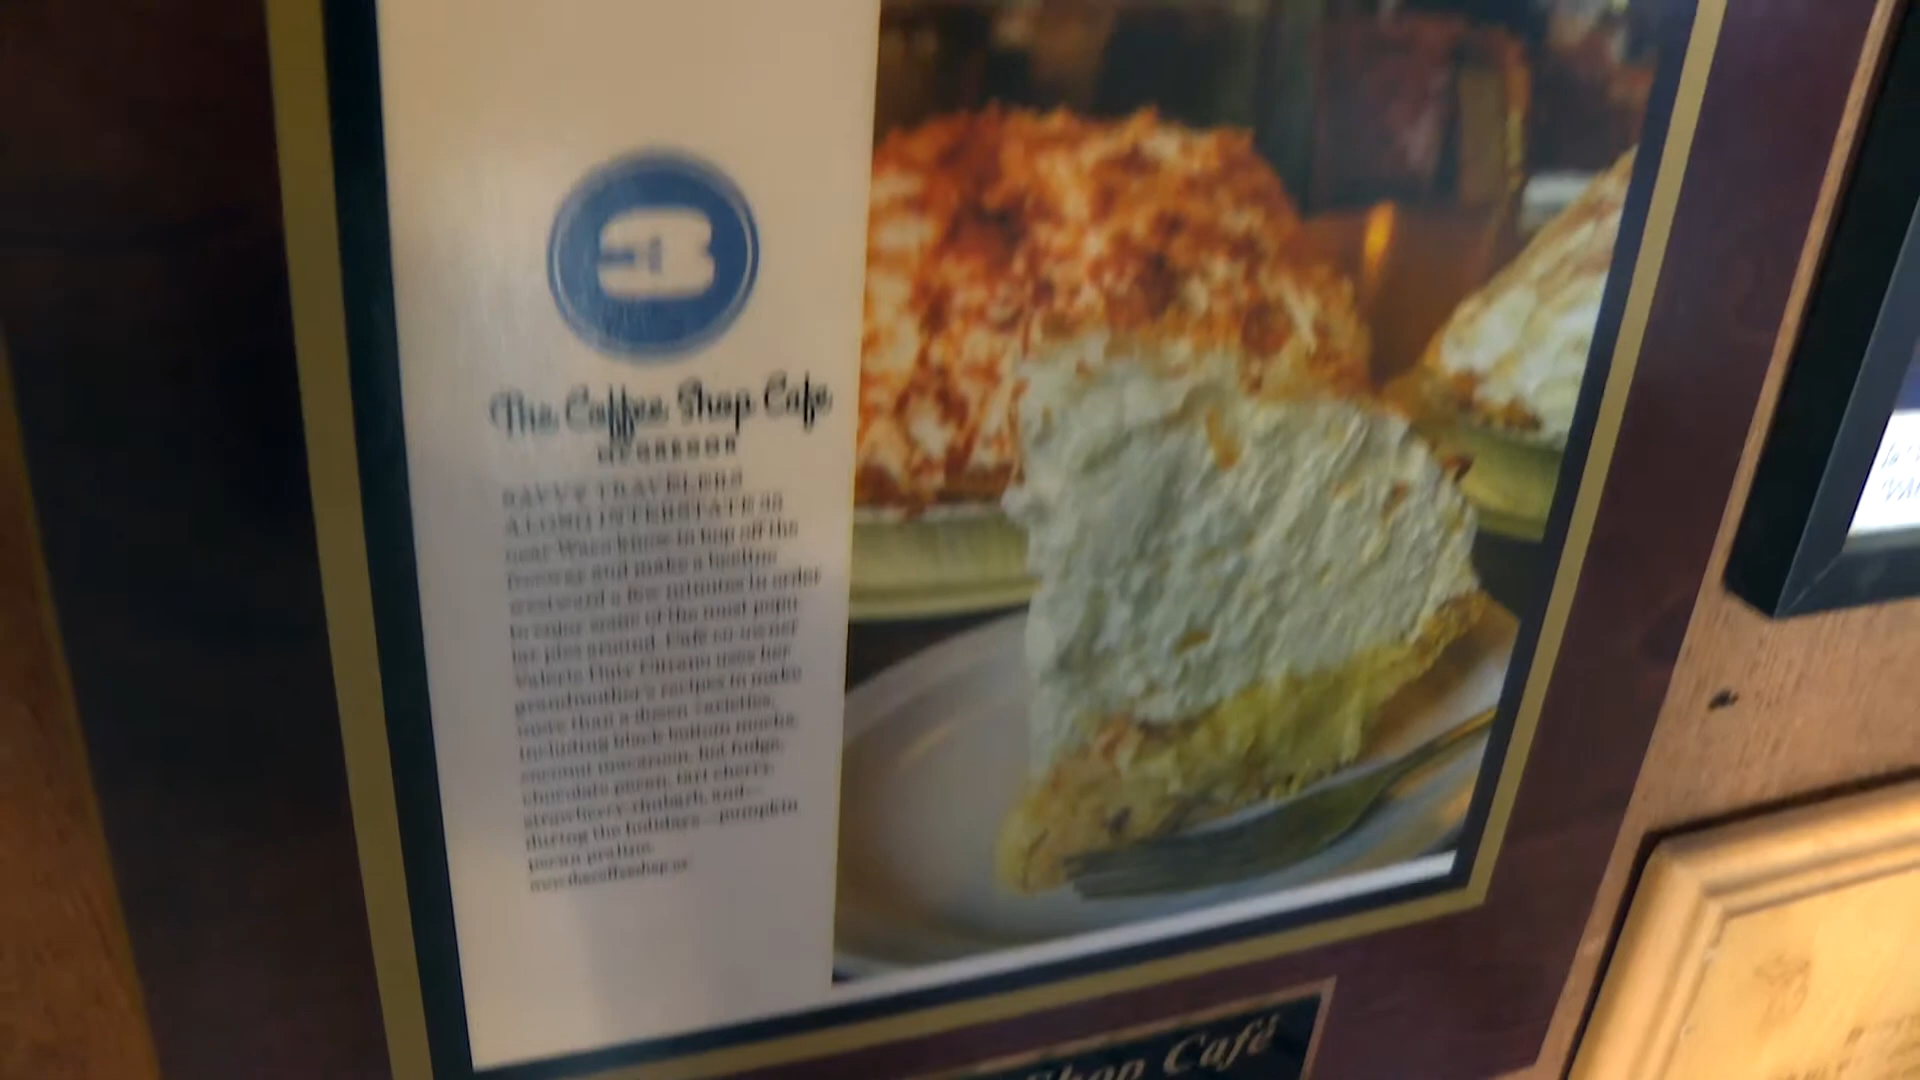 The Coffee Shop Cafe
MCGREGOR
SAVVY TRAVELERS
ALONG INTERSTATE 35
near Waco know to hop off the
freeway and make a beeline
westward a few minutes in order
to enjoy some of the most popu-
lar pies around. Café co-owner
Valerie
grandmother's recipes to make
more than a dozen varieties,
including black bottom mocha,
coconut macaroon, hot fudge,
chocolate pecan, tart cherry,
strawberry-rhubarb, and—
during the holidays—pumpkin
pecan praline.
Shop Café